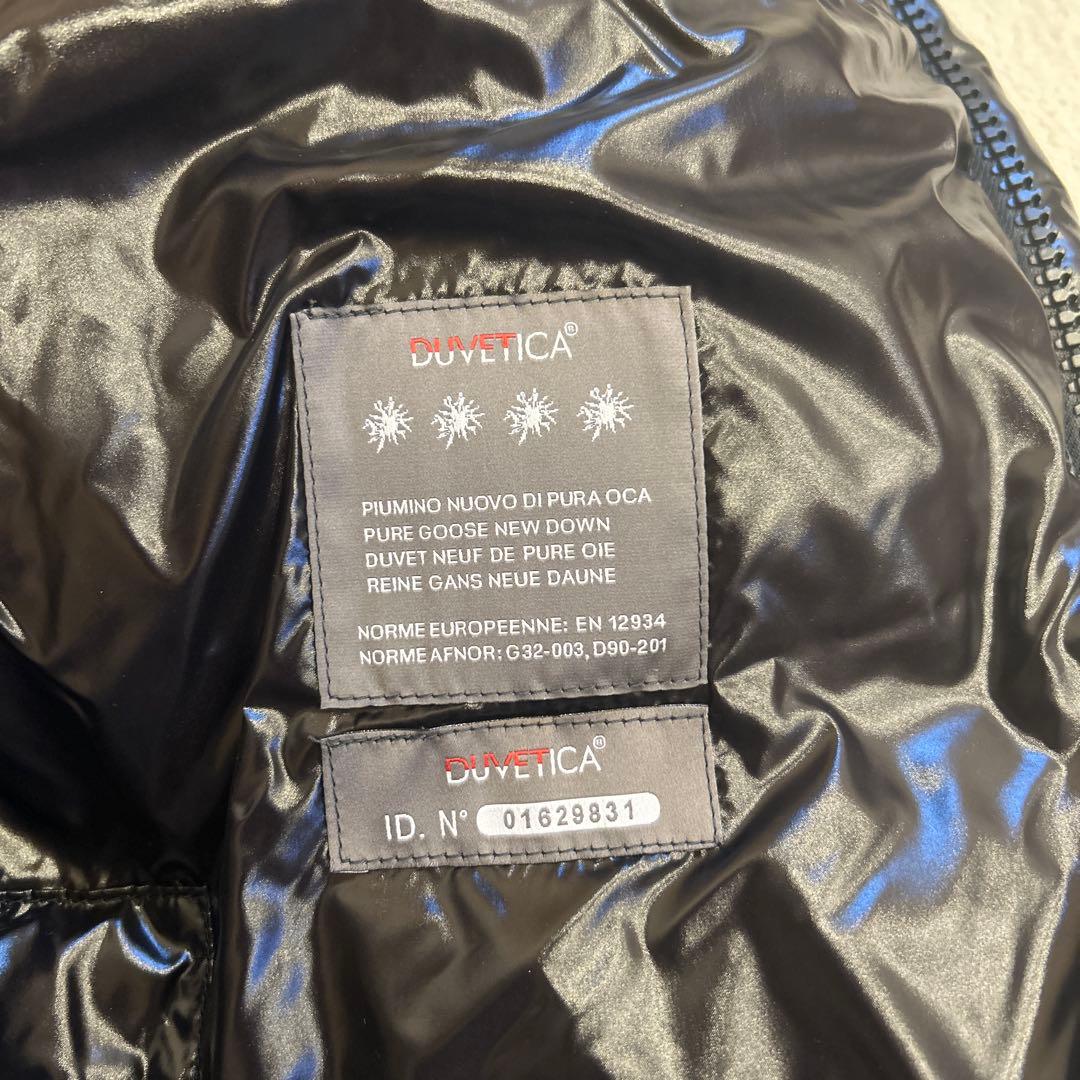 DUVETICA®
PIUMINO NUOVO DI PURA OCA
PURE GOOSE NEW DOWN
DUVET NEUF DE PURE OIE
REINE GANS NEUE DAUNE
NORME EUROPEENNE: EN 12934
NORME AFNOR: G32-003, D90-201
DUVETICA®
ID. N° 01629831